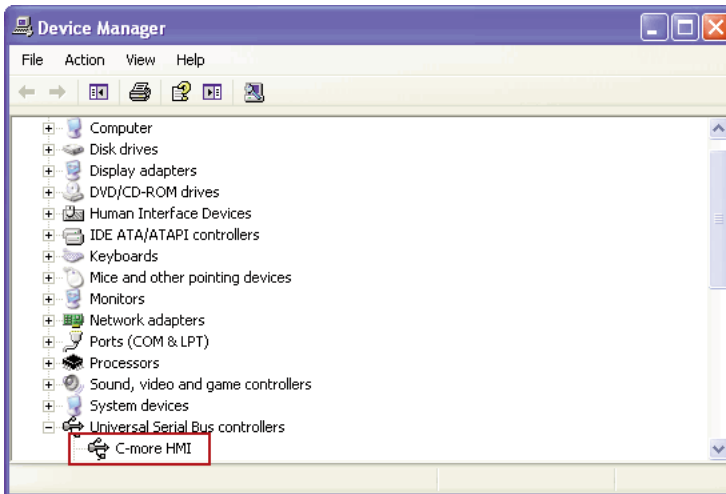 Device Manager
File Action View Help
Computer
Disk drives
Display adapters
DVD/CD-ROM drives
Human Interface Devices
IDE ATA/ATAPI controllers
Keyboards
Mice and other pointing devices
Monitors
Network adapters
Ports (COM & LPT)
Processors
Sound, video and game controllers
System devices
Universal Serial Bus controllers
C-more HMI